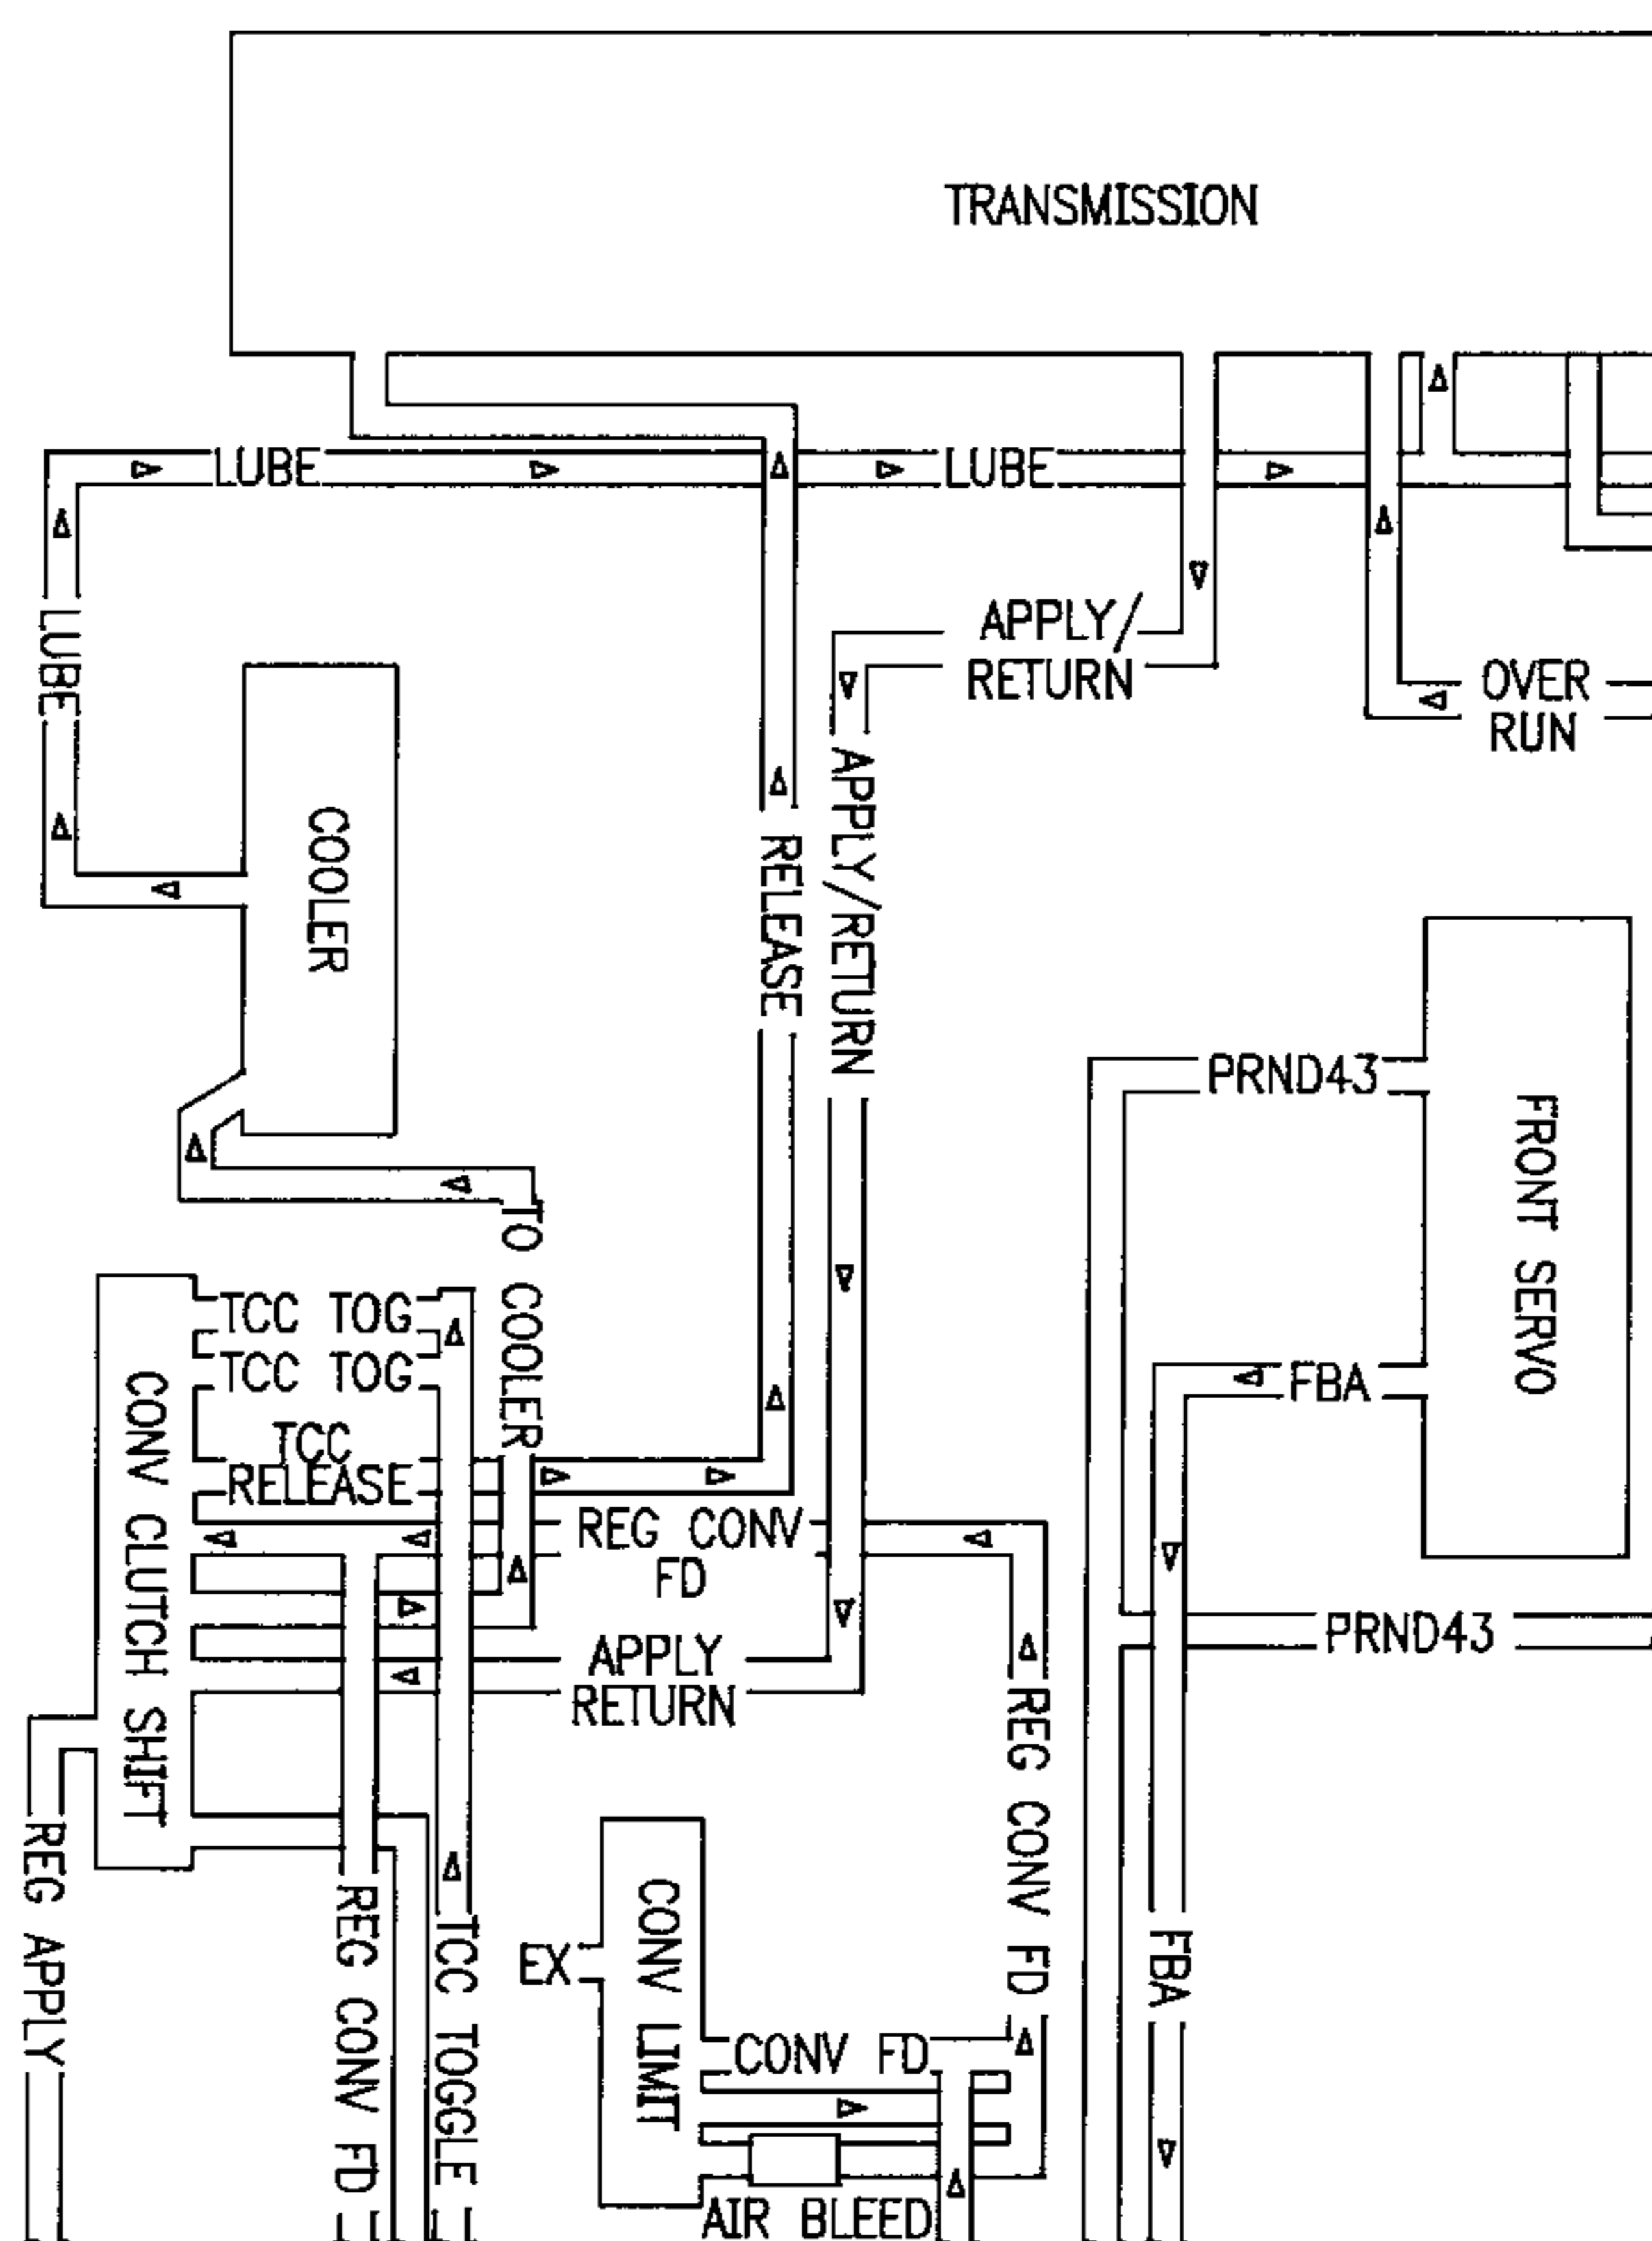 TRANSMISSION
LUBE
LUBE
LUBE
APPLY/
RETURN
OVER
RUN
COOLER
RELEASE
APPLY/RETURN
PRND43
FRONT SERVO
TO COOLER
TCC TOG
TCC TOG
FBA
CONV CLUTCH SHIFT
TCC
RELEASE
REG CONV
FD
PRND43
APPLY
RETURN
REG CONV FD
REG APPLY
REG CONV FD
TCC TOGGLE
EX
CONV LIMIT
FBA
CONV FD
AIR BLEED